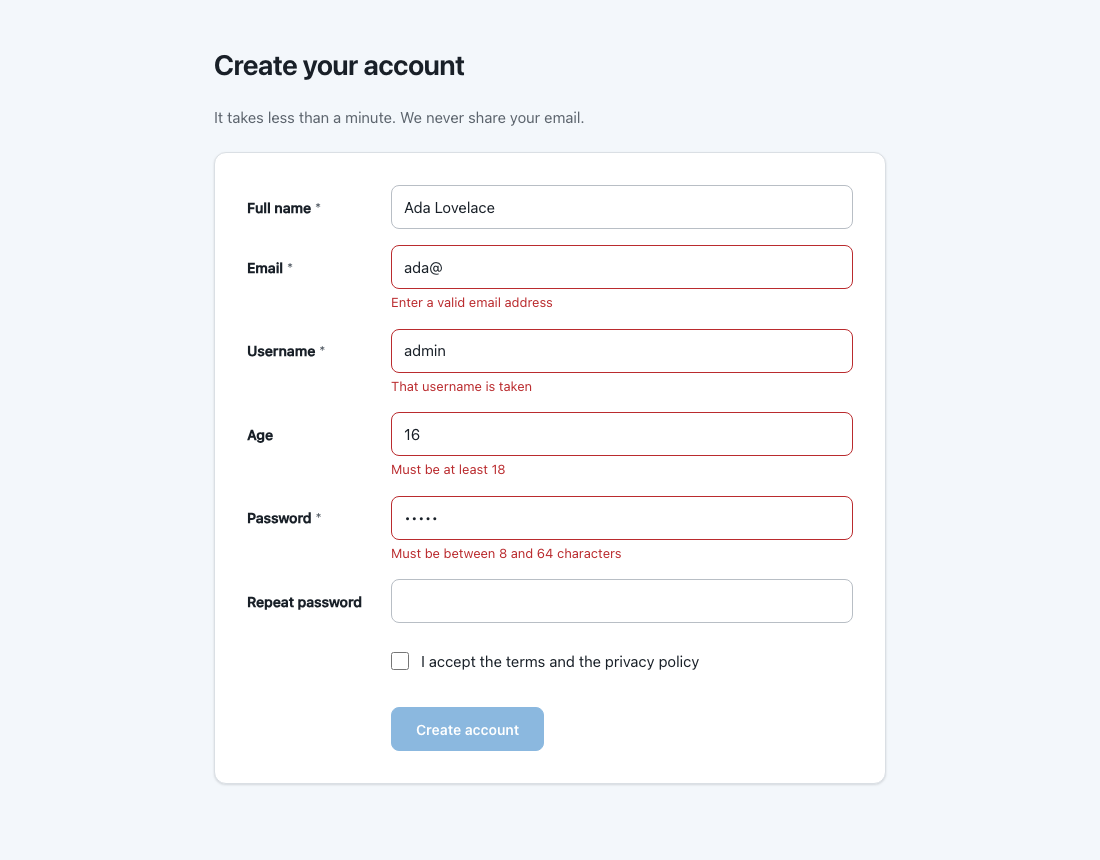 Create your account
It takes less than a minute. We never share your email.
Full name * Ada Lovelace
Email * ada@
Enter a valid email address
Username * admin
That username is taken
Age 16
Must be at least 18
Password * •••••
Must be between 8 and 64 characters
Repeat password
I accept the terms and the privacy policy
Create account